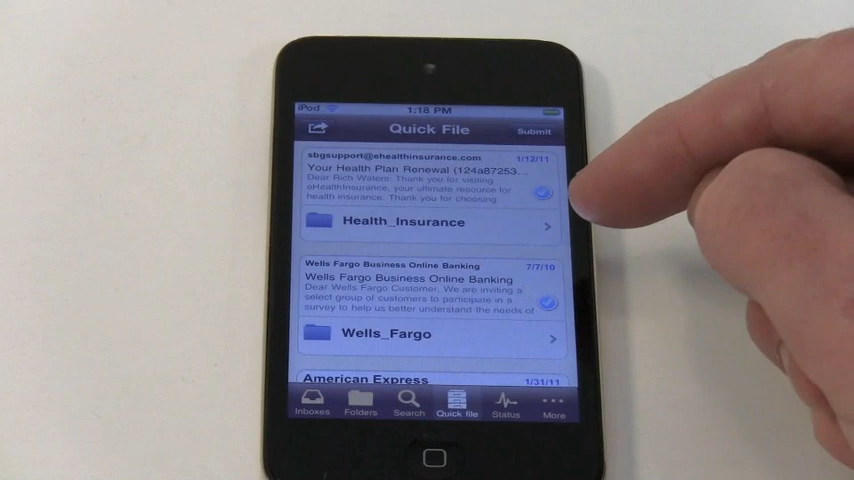 iPod 1:18 PM
Quick File Submit
sbgsupport@ehealthinsurance.com 1/12/11
Your Health Plan Renewal (124a87253...
Dear Rich Waters: Thank you for visiting
eHealthInsurance, your ultimate resource for
health insurance. Thank you for choosing
Health_Insurance
Wells Fargo Business Online Banking 7/7/10
Wells Fargo Business Online Banking
Dear Wells Fargo Customer, We are inviting a
select group of customers to participate in a
survey to help us better understand the needs of
Wells_Fargo
American Express 1/31/11
Inboxes Folders Search Quick file Status More